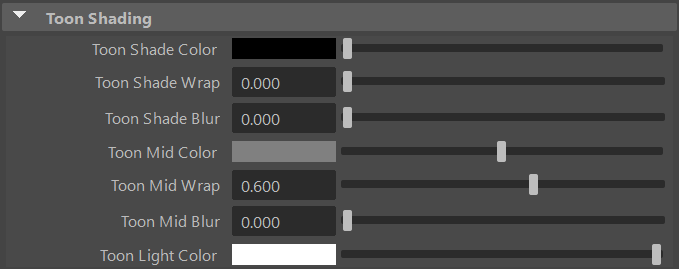 Toon Shading
Toon Shade Color
Toon Shade Wrap 0.000
Toon Shade Blur 0.000
Toon Mid Color
Toon Mid Wrap 0.600
Toon Mid Blur 0.000
Toon Light Color